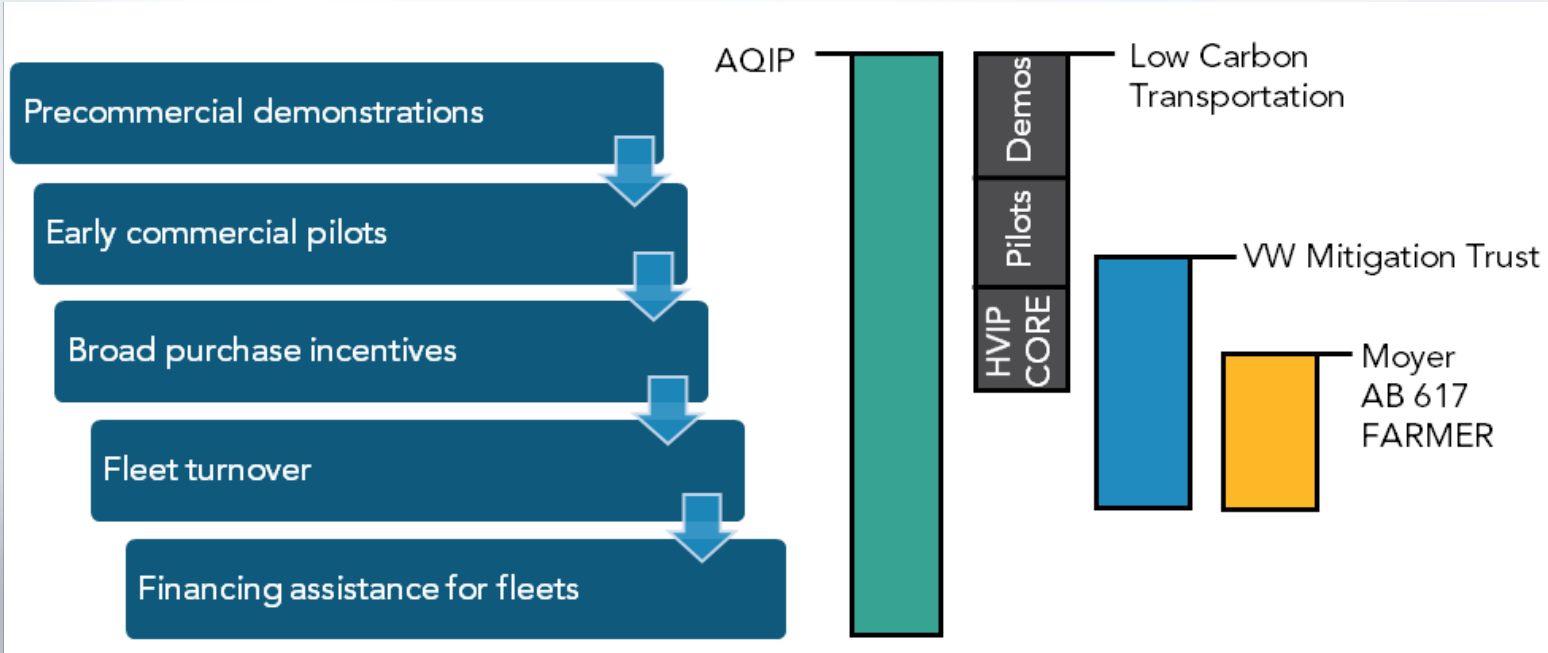 Precommercial demonstrations
Early commercial pilots
Broad purchase incentives
Fleet turnover
Financing assistance for fleets
AQIP
Demos
Pilots
HVIP
CORE
Low Carbon
Transportation
VW Mitigation Trust
Moyer
AB 617
FARMER